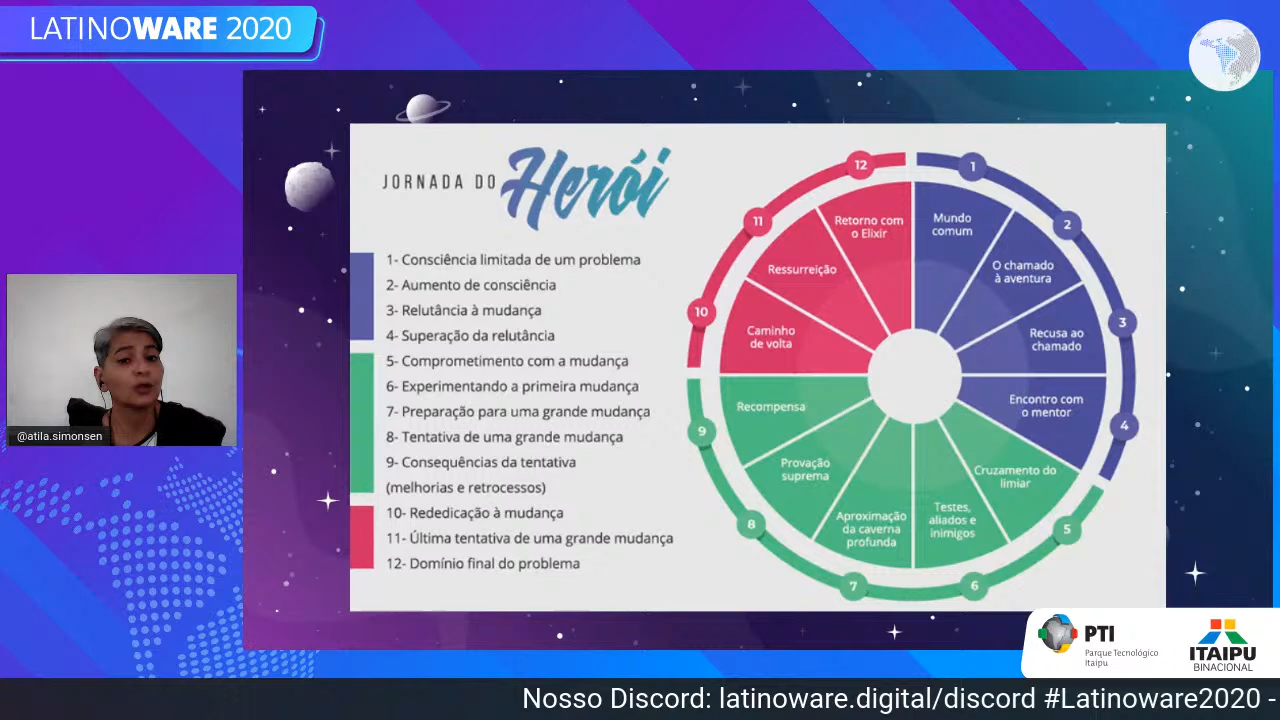 LATINOWARE 2020
JORNADA DO Herói
1- Consciência limitada de um problema
2- Aumento de consciência
3- Relutância à mudança
4- Superação da relutância
5- Comprometimento com a mudança
6- Experimentando a primeira mudança
7- Preparação para uma grande mudança
8- Tentativa de uma grande mudança
9- Consequências da tentativa
(melhorias e retrocessos)
10- Rededicação à mudança
11- Última tentativa de uma grande mudança
12- Domínio final do problema
1
Mundo
comum
2
O chamado
à aventura
3
Recusa ao
chamado
4
Encontro com
o mentor
5
Cruzamento do
limiar
6
Testes,
aliados e
inimigos
7
Aproximação
da caverna
profunda
8
Provação
suprema
9
Recompensa
10
Caminho
de volta
11
Ressurreição
12
Retorno com
o Elixir
@atila.simonsen
PTI
Parque Tecnológico
Itaipu
ITAIPU
BINACIONAL
Nosso Discord: latinoware.digital/discord #Latinoware2020 -